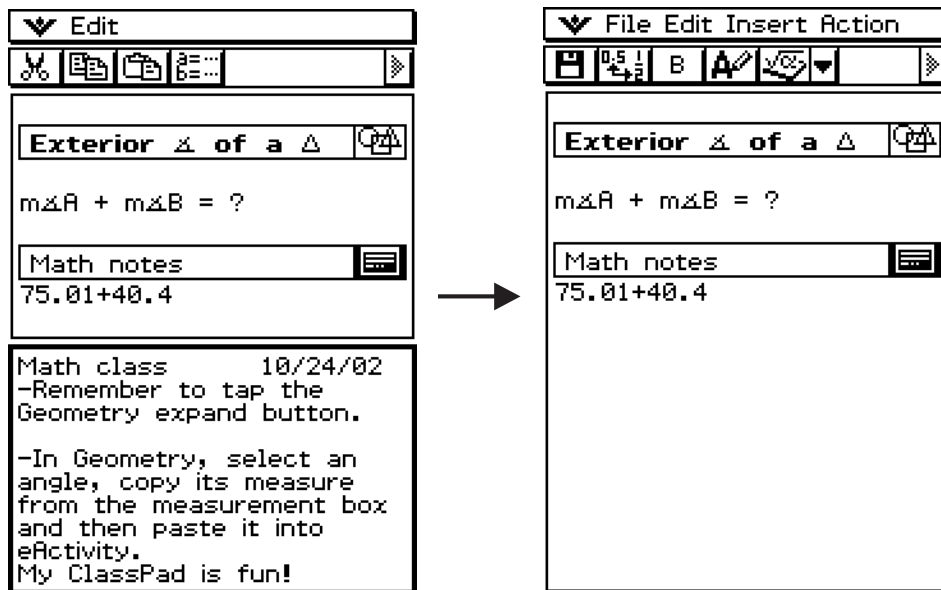 Edit
Exterior ∡ of a △
m∡A + m∡B = ?
Math notes
75.01+40.4
Math class 10/24/02
-Remember to tap the
Geometry expand button.
-In Geometry, select an
angle, copy its measure
from the measurement box
and then paste it into
eActivity.
My ClassPad is fun!
File Edit Insert Action
B
Exterior ∡ of a △
m∡A + m∡B = ?
Math notes
75.01+40.4